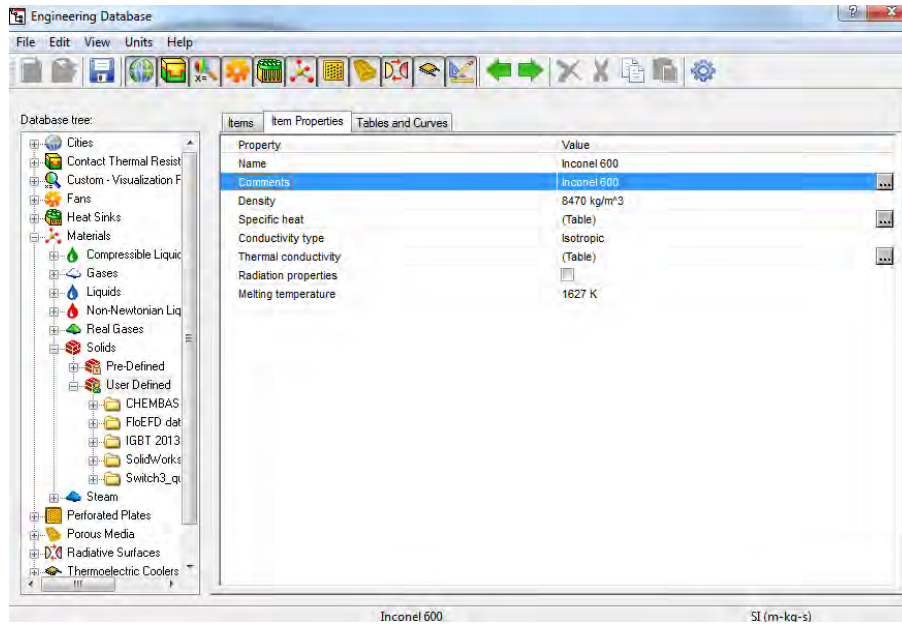 Engineering Database
File Edit View Units Help
Database tree:
Cities
Contact Thermal Resist
Custom - Visualization F
Fans
Heat Sinks
Materials
Compressible Liquic
Gases
Liquids
Non-Newtonian Liq
Real Gases
Solids
Pre-Defined
User Defined
CHEMBAS
FloEFD dat
IGBT 2013
SolidWorks
Switch3_qu
Steam
Perforated Plates
Porous Media
Radiative Surfaces
Thermoelectric Coolers
Items Item Properties Tables and Curves
Property Value
Name Inconel 600
Comments Inconel 600 ...
Density 8470 kg/m^3
Specific heat (Table) ...
Conductivity type Isotropic
Thermal conductivity (Table) ...
Radiation properties
Melting temperature 1627 K
Inconel 600 SI (m-kg-s)